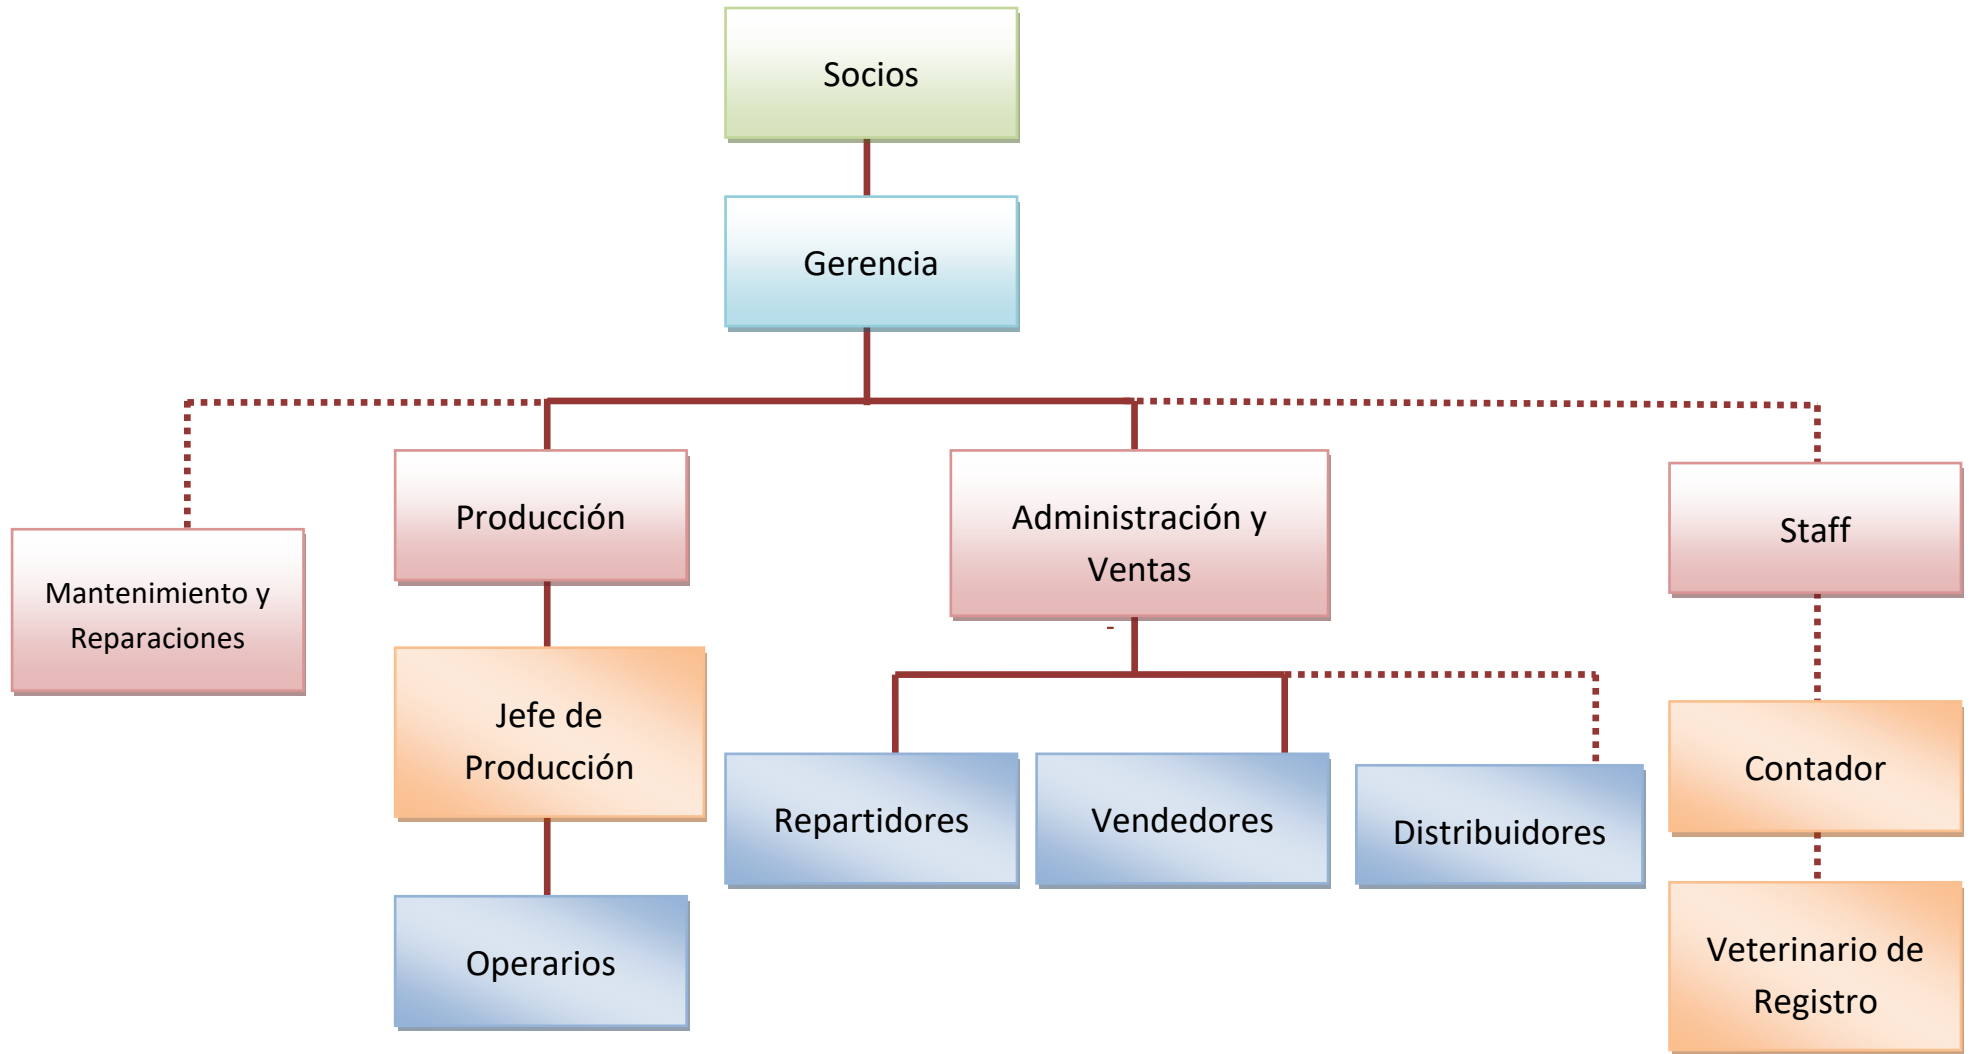 Socios
Gerencia
Producción
Administración y
Ventas
Staff
Mantenimiento y
Reparaciones
Jefe de
Producción
Contador
Repartidores
Vendedores
Distribuidores
Operarios
Veterinario de
Registro